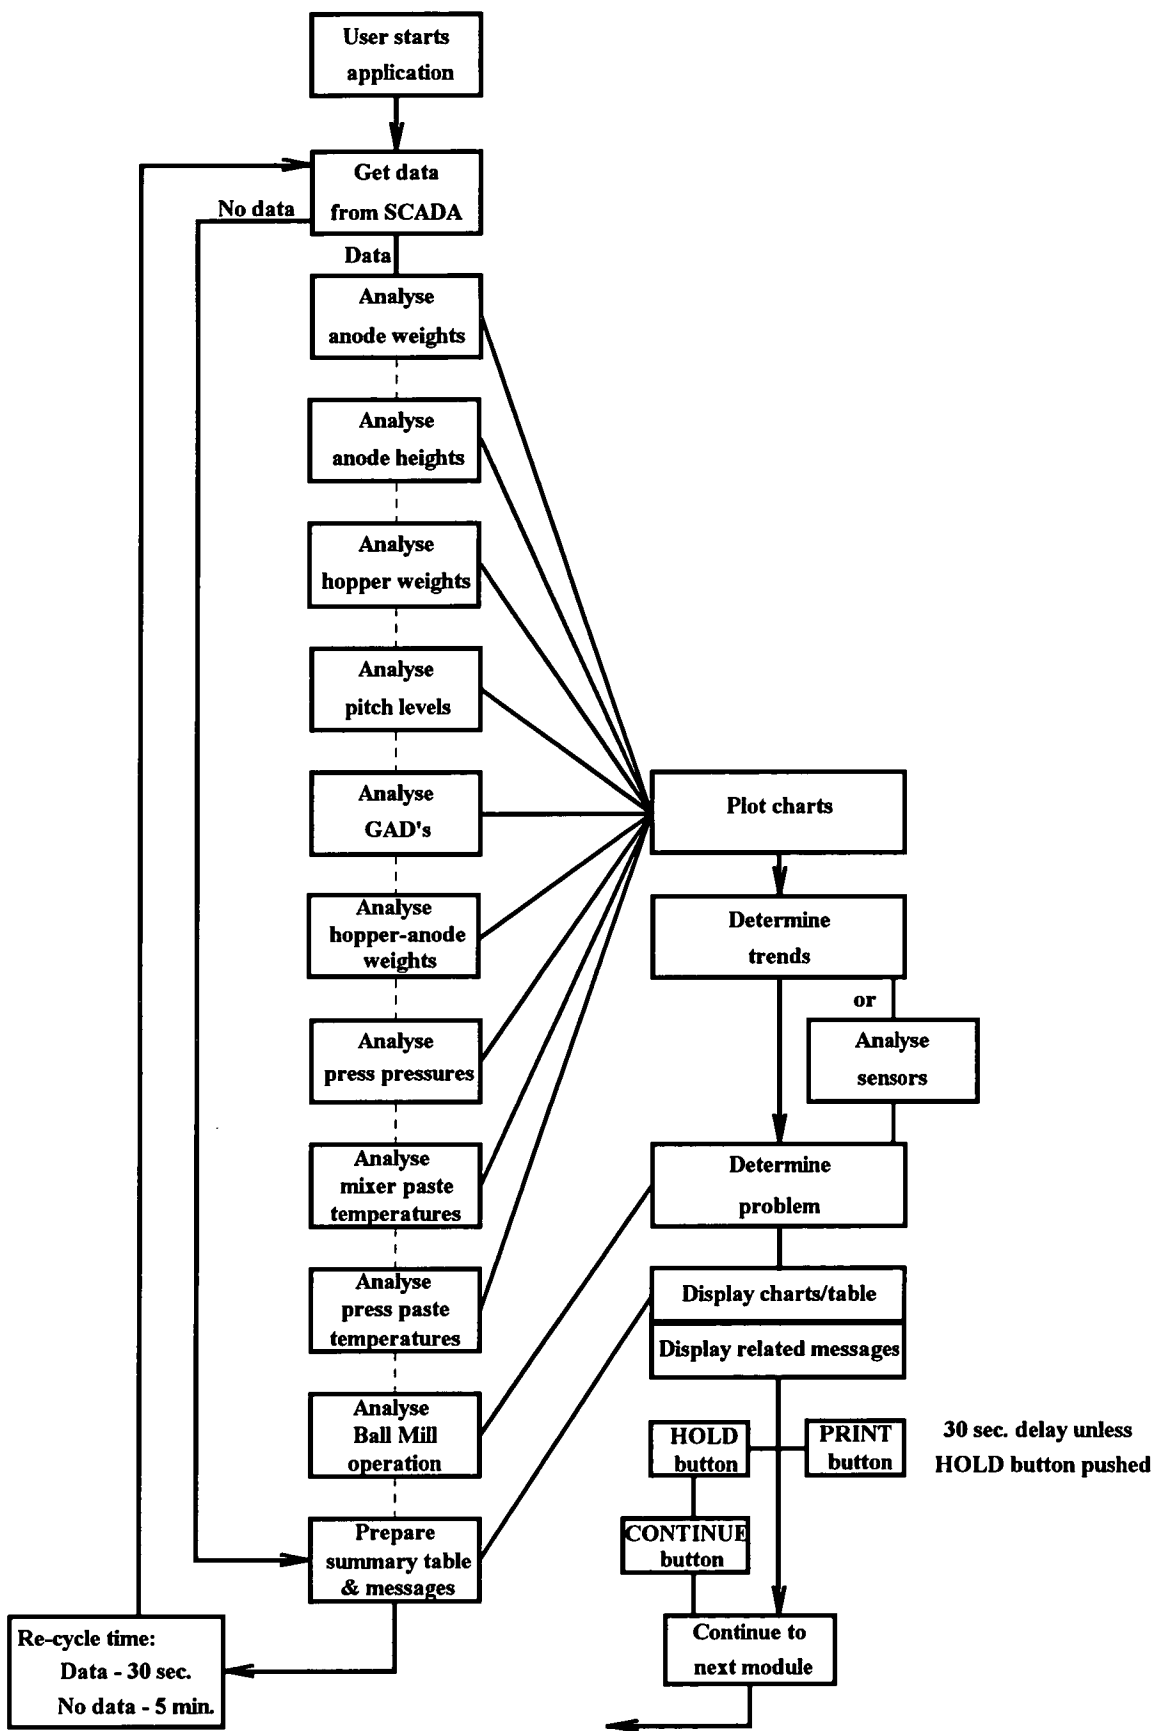 User starts
application
Get data
from SCADA
No data
Data
Analyse
anode weights
Analyse
anode heights
Analyse
hopper weights
Analyse
pitch levels
Analyse
GAD's
Analyse
hopper-anode
weights
Analyse
press pressures
Analyse
mixer paste
temperatures
Analyse
press paste
temperatures
Analyse
Ball Mill
operation
Prepare
summary table
& messages
Re-cycle time:
Data - 30 sec.
No data - 5 min.
Plot charts
Determine
trends
or
Analyse
sensors
Determine
problem
Display charts/table
Display related messages
HOLD
button
PRINT
button
30 sec. delay unless
HOLD button pushed
CONTINUE
button
Continue to
next module